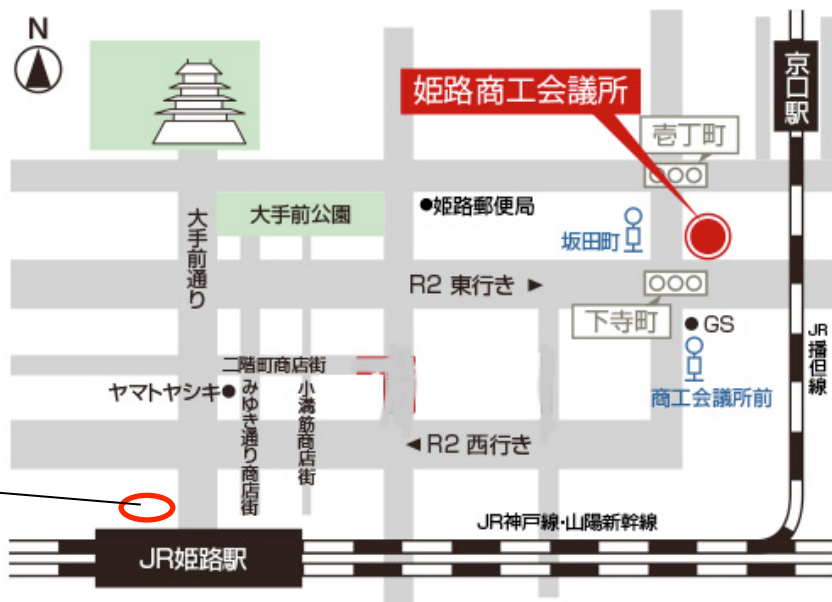 N
姫路商工会議所
京口駅
壱丁町
大手前公園
●姫路郵便局
坂田町
大手前通り
R2 東行き ▶
下寺町
●GS
JR播但線
二階町商店街
ヤマトヤシキ●
みゆき通り商店街
小溝筋商店街
商工会議所前
◀R2 西行き
JR神戸線・山陽新幹線
JR姫路駅